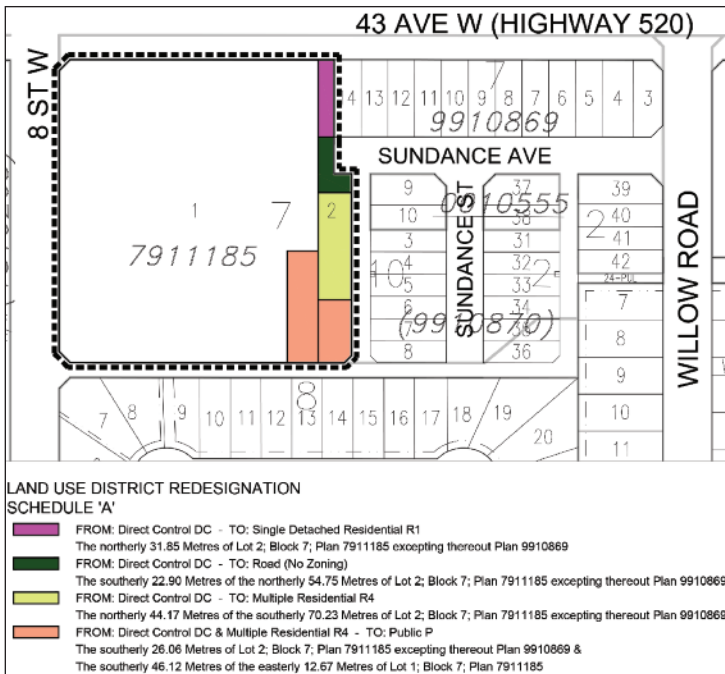 43 AVE W (HIGHWAY 520)
8 ST W
7
4 13 12 11 10 9 8 7 6 5 4 3
9910869
SUNDANCE AVE
1
7
2
7911185
9
10
3
4
5
6
7
8
10
SUNDANCE ST
0010555
(9910870)
37
38
31
32
33
34
35
36
2
2
39
40
41
42
24-PUL
7
8
9
10
11
WILLOW ROAD
8
7 8 9 10 11 12 13 14 15 16 17 18 19 20
LAND USE DISTRICT REDESIGNATION
SCHEDULE 'A'
FROM: Direct Control DC - TO: Single Detached Residential R1
The northerly 31.85 Metres of Lot 2; Block 7; Plan 7911185 excepting thereout Plan 9910869
FROM: Direct Control DC - TO: Road (No Zoning)
The southerly 22.90 Metres of the northerly 54.75 Metres of Lot 2; Block 7; Plan 7911185 excepting thereout Plan 9910869
FROM: Direct Control DC - TO: Multiple Residential R4
The northerly 44.17 Metres of the southerly 70.23 Metres of Lot 2; Block 7; Plan 7911185 excepting thereout Plan 9910869
FROM: Direct Control DC & Multiple Residential R4 - TO: Public P
The southerly 26.06 Metres of Lot 2; Block 7; Plan 7911185 excepting thereout Plan 9910869 &
The southerly 46.12 Metres of the easterly 12.67 Metres of Lot 1; Block 7; Plan 7911185